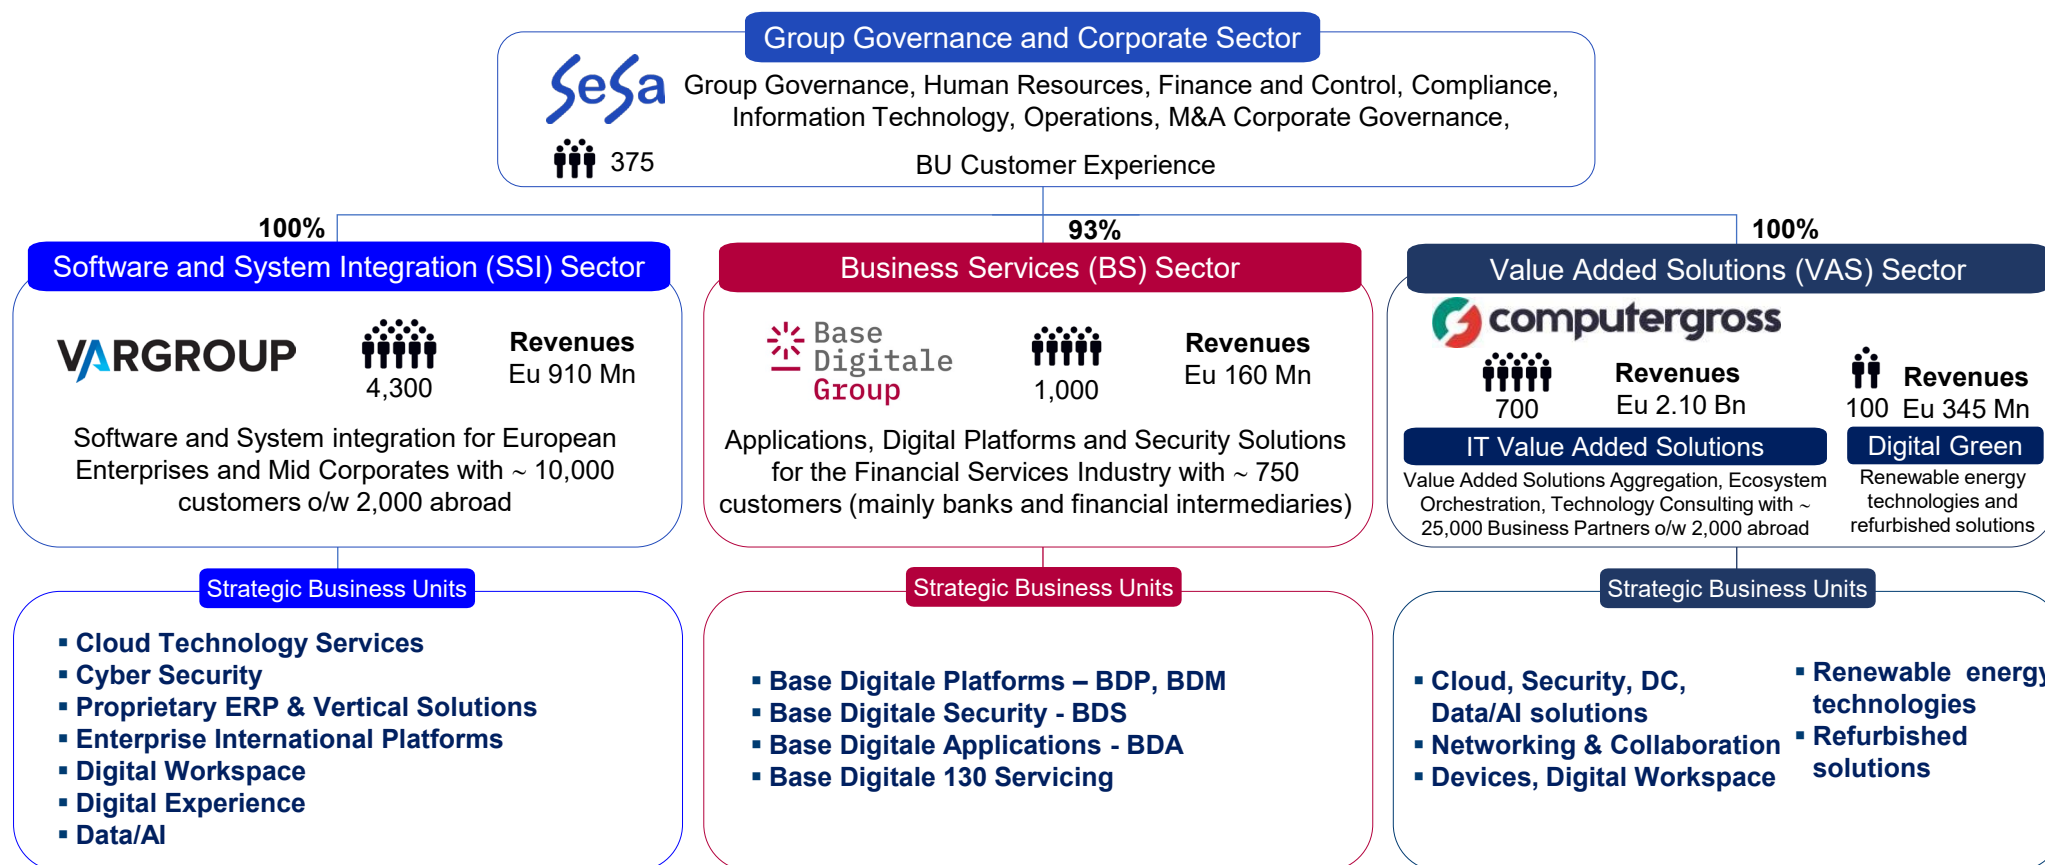 Group Governance and Corporate Sector
SeSa
Group Governance, Human Resources, Finance and Control, Compliance,
Information Technology, Operations, M&A Corporate Governance,
375
BU Customer Experience
100%
93%
100%
Software and System Integration (SSI) Sector
VARGROUP
4,300
Revenues
Eu 910 Mn
Software and System integration for European
Enterprises and Mid Corporates with ~ 10,000
customers o/w 2,000 abroad
Business Services (BS) Sector
Base
Digitale
Group
1,000
Revenues
Eu 160 Mn
Applications, Digital Platforms and Security Solutions
for the Financial Services Industry with ~ 750
customers (mainly banks and financial intermediaries)
Value Added Solutions (VAS) Sector
computergross
700
Revenues
Eu 2.10 Bn
IT Value Added Solutions
Value Added Solutions Aggregation, Ecosystem
Orchestration, Technology Consulting with ~
25,000 Business Partners o/w 2,000 abroad
100
Revenues
Eu 345 Mn
Digital Green
Renewable energy
technologies and
refurbished solutions
Strategic Business Units
▪ Cloud Technology Services
▪ Cyber Security
▪ Proprietary ERP & Vertical Solutions
▪ Enterprise International Platforms
▪ Digital Workspace
▪ Digital Experience
▪ Data/AI
Strategic Business Units
▪ Base Digitale Platforms – BDP, BDM
▪ Base Digitale Security - BDS
▪ Base Digitale Applications - BDA
▪ Base Digitale 130 Servicing
Strategic Business Units
▪ Cloud, Security, DC,
Data/AI solutions
▪ Networking & Collaboration
▪ Devices, Digital Workspace
▪ Renewable energy
technologies
▪ Refurbished
solutions